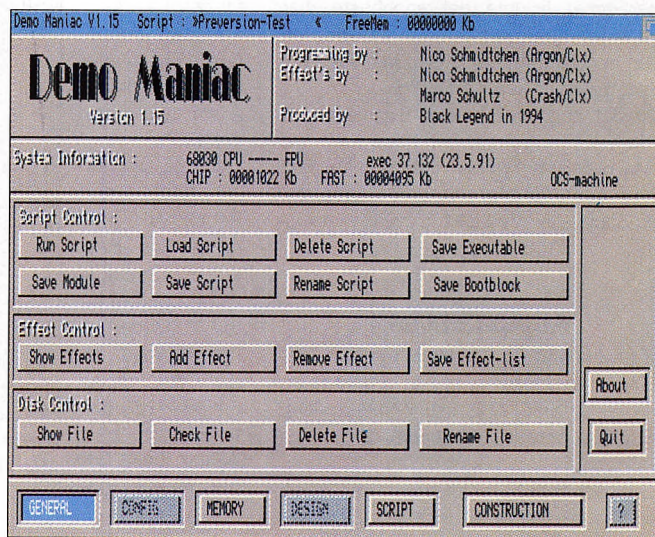 Demo Maniac V1.15 Script : »Preversion-Test « FreeMem : 00000000 Kb
Demo Maniac
Version 1.15
Programming by : Nico Schmidtchen (Argon/Clx)
Effect's by : Nico Schmidtchen (Argon/Clx)
Marco Schultz (Crash/Clx)
Produced by : Black Legend in 1994
System Information : 68030 CPU ----- FPU exec 37.132 (23.5.91)
CHIP : 00001022 Kb FAST : 00004095 Kb OCS-machine
Script Control :
Run Script Load Script Delete Script Save Executable
Save Module Save Script Rename Script Save Bootblock
Effect Control :
Show Effects Add Effect Remove Effect Save Effect-list
About
Disk Control :
Show File Check File Delete File Rename File
Quit
GENERAL CONFIG MEMORY DESIGN SCRIPT CONSTRUCTION ?